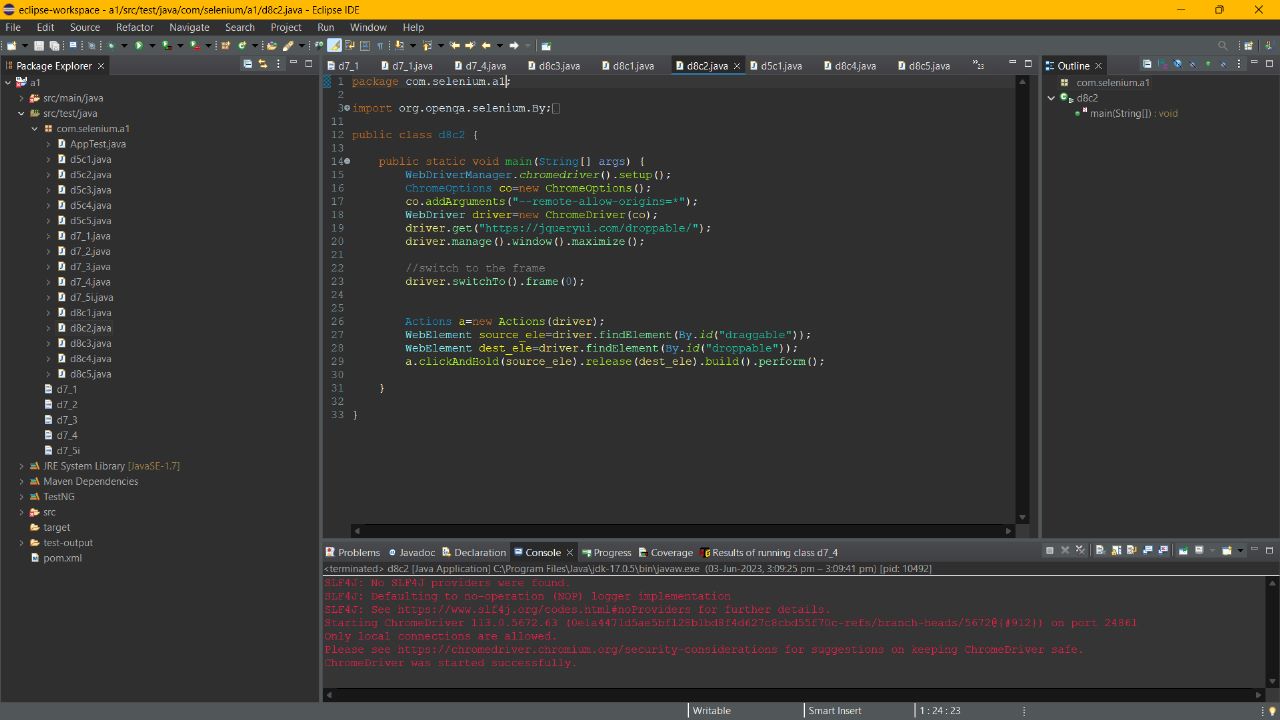 eclipse-workspace - a1/src/test/java/com/selenium/a1/d8c2.java - Eclipse IDE
File Edit Source Refactor Navigate Search Project Run Window Help
Package Explorer
a1
src/main/java
src/test/java
com.selenium.a1
AppTest.java
d5c1.java
d5c2.java
d5c3.java
d5c4.java
d5c5.java
d7_1.java
d7_2.java
d7_3.java
d7_4.java
d7_5i.java
d8c1.java
d8c2.java
d8c3.java
d8c4.java
d8c5.java
d7_1
d7_2
d7_3
d7_4
d7_5i
JRE System Library [JavaSE-1.7]
Maven Dependencies
TestNG
src
target
test-output
pom.xml
d7_1 d7_1.java d7_4.java d8c3.java d8c1.java d8c2.java d5c1.java d8c4.java d8c5.java »23
1 package com.selenium.a1;
2
3 import org.openqa.selenium.By;
11
12 public class d8c2 {
13
14 public static void main(String[] args) {
15 WebDriverManager.chromedriver().setup();
16 ChromeOptions co=new ChromeOptions();
17 co.addArguments("--remote-allow-origins=*");
18 WebDriver driver=new ChromeDriver(co);
19 driver.get("https://jqueryui.com/droppable/");
20 driver.manage().window().maximize();
21
22 //switch to the frame
23 driver.switchTo().frame(0);
24
25
26 Actions a=new Actions(driver);
27 WebElement source_ele=driver.findElement(By.id("draggable"));
28 WebElement dest_ele=driver.findElement(By.id("droppable"));
29 a.clickAndHold(source_ele).release(dest_ele).build().perform();
30
31 }
32
33 }
Outline
com.selenium.a1
d8c2
main(String[]) : void
Problems Javadoc Declaration Console Progress Coverage Results of running class d7_4
<terminated> d8c2 [Java Application] C:\Program Files\Java\jdk-17.0.5\bin\javaw.exe (03-Jun-2023, 3:09:25 pm – 3:09:41 pm) [pid: 10492]
SLF4J: No SLF4J providers were found.
SLF4J: Defaulting to no-operation (NOP) logger implementation
SLF4J: See https://www.slf4j.org/codes.html#noProviders for further details.
Starting ChromeDriver 113.0.5672.63 (0e1a4471d5ae5bf128b1bd8f4d627c8cbd55f70c-refs/branch-heads/5672@{#912}) on port 24861
Only local connections are allowed.
Please see https://chromedriver.chromium.org/security-considerations for suggestions on keeping ChromeDriver safe.
ChromeDriver was started successfully.
Writable Smart Insert 1 : 24 : 23